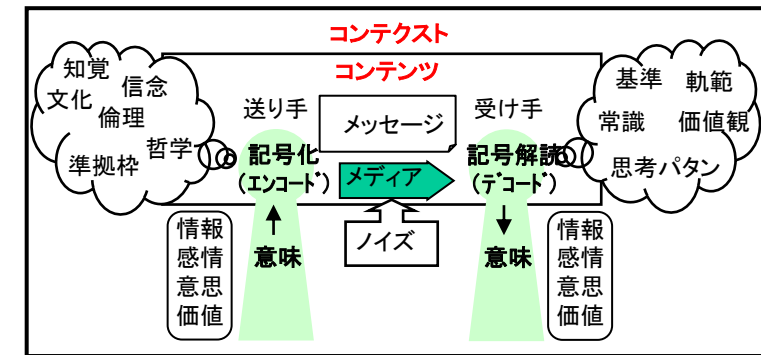 コンテクスト
コンテンツ
知覚
信念
文化
倫理
哲学
準拠枠
送り手
メッセージ
受け手
記号化
(エンコード)
メディア
記号解読
(デコード)
基準
軌範
常識
価値観
思考パタン
情報
感情
意思
価値
意味
ノイズ
意味
情報
感情
意思
価値